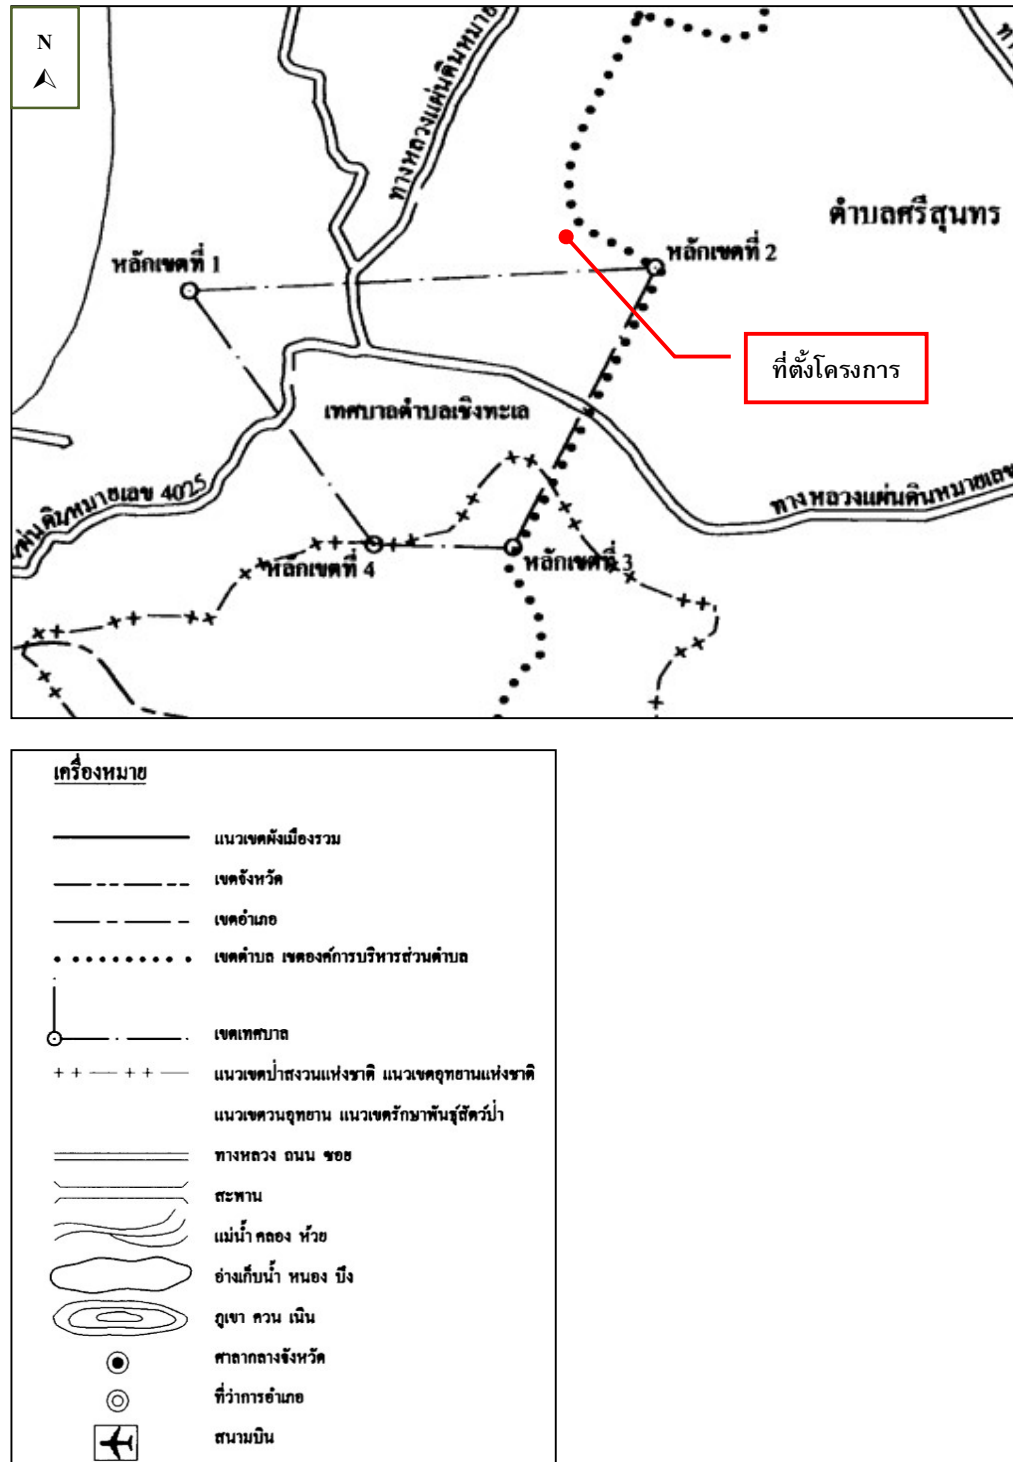 N
ทางหลวงแผ่นดินหมาย
ตำบลศรีสุนทร
หลักเขตที่ 1
หลักเขตที่ 2
ที่ตั้งโครงการ
เทศบาลตำบลเชิงทะเล
แผ่นดินหมายเลข 4025
ทางหลวงแผ่นดินหมายเลข
หลักเขตที่ 4
หลักเขตที่ 3
เครื่องหมาย
แนวเขตผังเมืองรวม
เขตจังหวัด
เขตอำเภอ
เขตตำบล เขตองค์การบริหารส่วนตำบล
เขตเทศบาล
แนวเขตป่าสงวนแห่งชาติ แนวเขตอุทยานแห่งชาติ
แนวเขตวนอุทยาน แนวเขตรักษาพันธุ์สัตว์ป่า
ทางหลวง ถนน ซอย
สะพาน
แม่น้ำ คลอง ห้วย
อ่างเก็บน้ำ หนอง บึง
ภูเขา ควน เนิน
ศาลากลางจังหวัด
ที่ว่าการอำเภอ
สนามบิน